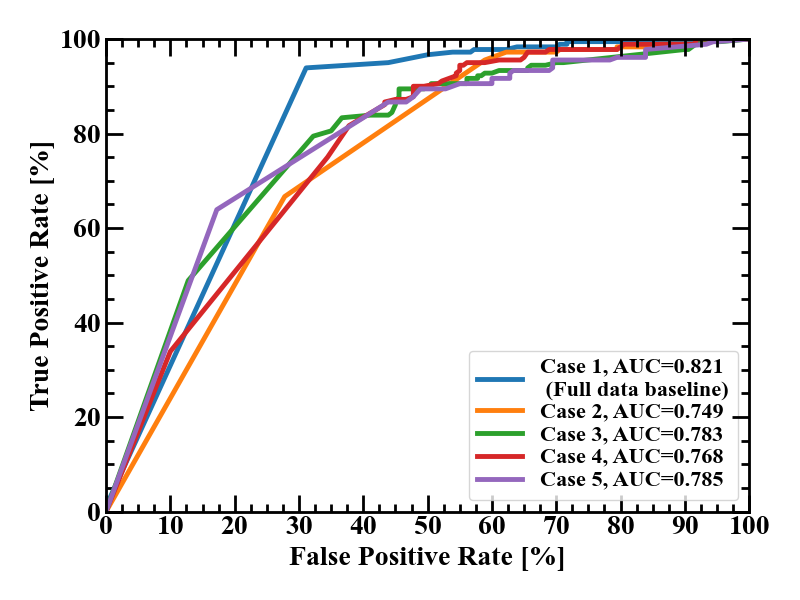 100
80
60
40
20
0
True Positive Rate [%]
Case 1, AUC=0.821
(Full data baseline)
Case 2, AUC=0.749
Case 3, AUC=0.783
Case 4, AUC=0.768
Case 5, AUC=0.785
0 10 20 30 40 50 60 70 80 90 100
False Positive Rate [%]